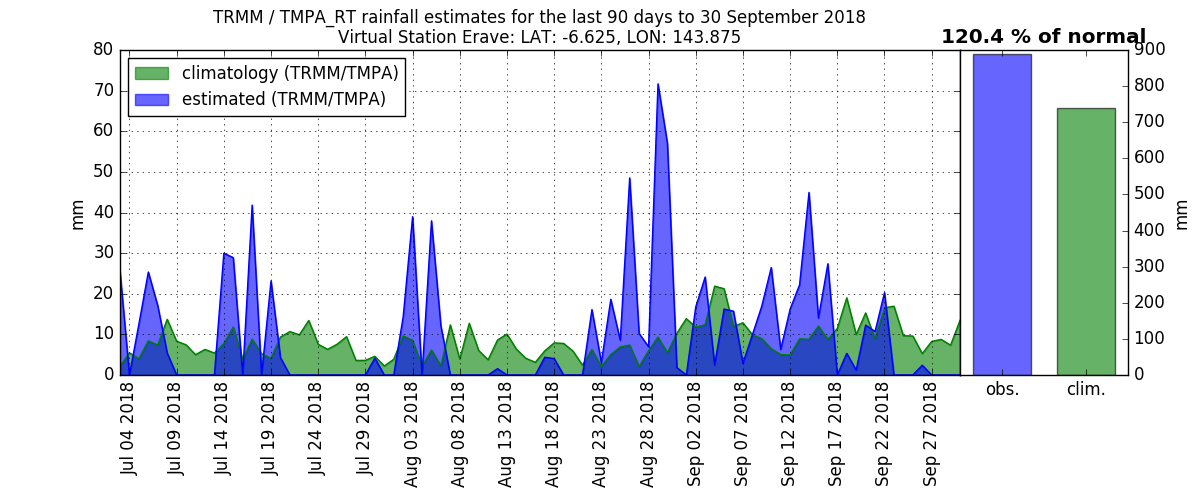 TRMM / TMPA_RT rainfall estimates for the last 90 days to 30 September 2018
Virtual Station Erave: LAT: -6.625, LON: 143.875
120.4 % of normal
climatology (TRMM/TMPA)
estimated (TRMM/TMPA)
80
70
60
50
40
30
20
10
0
mm
Jul 04 2018
Jul 09 2018
Jul 14 2018
Jul 19 2018
Jul 24 2018
Jul 29 2018
Aug 03 2018
Aug 08 2018
Aug 13 2018
Aug 18 2018
Aug 23 2018
Aug 28 2018
Sep 02 2018
Sep 07 2018
Sep 12 2018
Sep 17 2018
Sep 22 2018
Sep 27 2018
obs.
clim.
900
800
700
600
500
400
300
200
100
0
mm